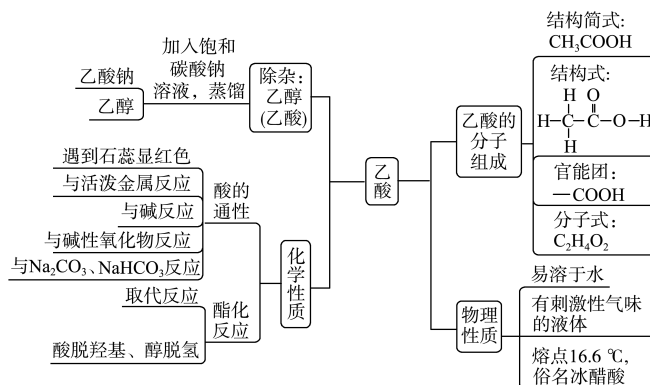 乙酸钠
乙醇
加入饱和
碳酸钠
溶液，蒸馏
除杂：
乙醇
(乙酸)
遇到石蕊显红色
与活泼金属反应
与碱反应
与碱性氧化物反应
与Na₂CO₃、NaHCO₃反应
酸的
通性
取代反应
酸脱羟基、醇脱氢
酯化
反应
化学性质
乙酸
乙酸的
分子
组成
结构简式:
CH₃COOH
结构式:
H O
H-C-C-O-H
H
官能团:
—COOH
分子式:
C₂H₄O₂
物理
性质
易溶于水
有刺激性气味
的液体
熔点16.6 ℃,
俗名冰醋酸